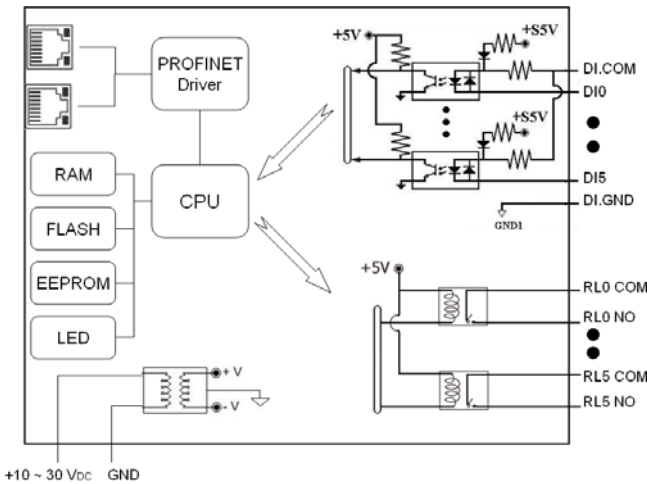 PROFINET
Driver
CPU
RAM
FLASH
EEPROM
LED
+V
-V
+10 ~ 30 VDC GND
+5V
+S5V
DI.COM
DI0
+S5V
DI5
DI.GND
GND1
+5V
RL0 COM
RL0 NO
RL5 COM
RL5 NO